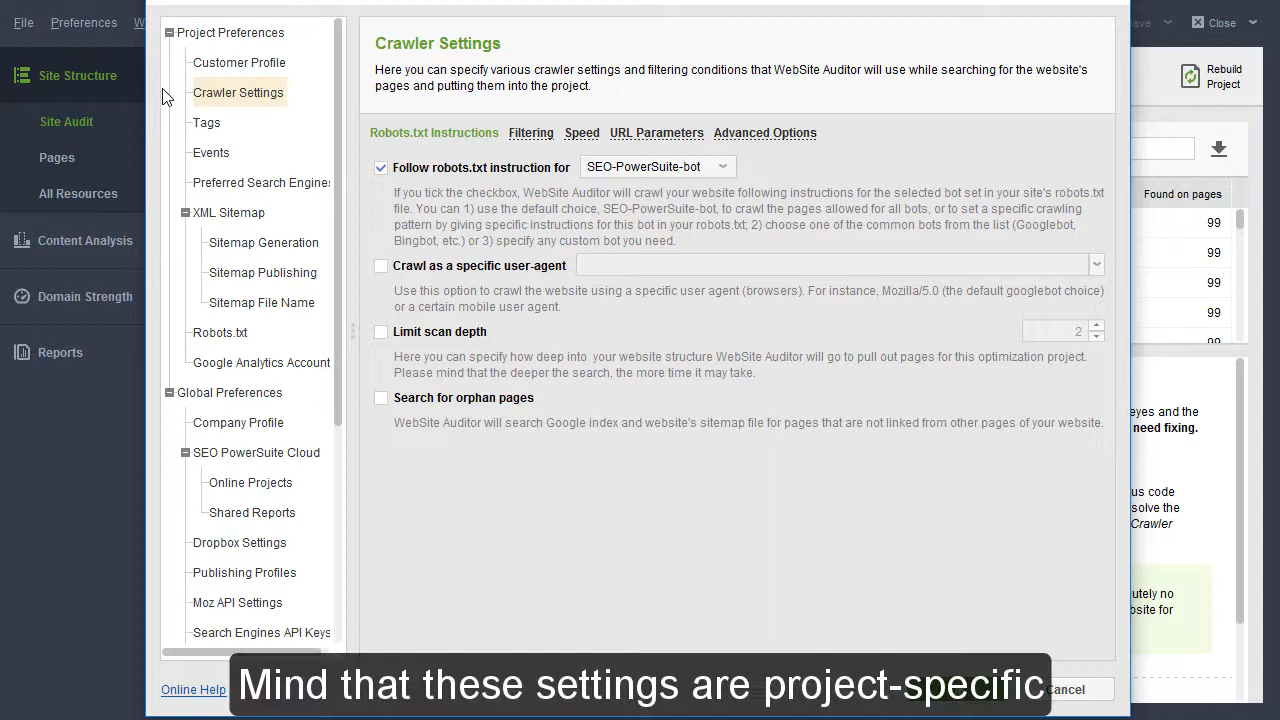 File Preferences
Close
Site Structure
Site Audit
Pages
All Resources
Content Analysis
Domain Strength
Reports
Project Preferences
Customer Profile
Crawler Settings
Tags
Events
Preferred Search Engines
XML Sitemap
Sitemap Generation
Sitemap Publishing
Sitemap File Name
Robots.txt
Google Analytics Account
Global Preferences
Company Profile
SEO PowerSuite Cloud
Online Projects
Shared Reports
Dropbox Settings
Publishing Profiles
Moz API Settings
Search Engines API Keys
Online Help
Crawler Settings
Here you can specify various crawler settings and filtering conditions that WebSite Auditor will use while searching for the website's
pages and putting them into the project.
Robots.txt Instructions Filtering Speed URL Parameters Advanced Options
Follow robots.txt instruction for SEO-PowerSuite-bot
If you tick the checkbox, WebSite Auditor will crawl your website following instructions for the selected bot set in your site's robots.txt
file. You can 1) use the default choice, SEO-PowerSuite-bot, to crawl the pages allowed for all bots, or to set a specific crawling
pattern by giving specific instructions for this bot in your robots.txt; 2) choose one of the common bots from the list (Googlebot,
Bingbot, etc.) or 3) specify any custom bot you need.
Crawl as a specific user-agent
Use this option to crawl the website using a specific user agent (browsers). For instance, Mozilla/5.0 (the default googlebot choice)
or a certain mobile user agent.
Limit scan depth 2
Here you can specify how deep into your website structure WebSite Auditor will go to pull out pages for this optimization project.
Please mind that the deeper the search, the more time it may take.
Search for orphan pages
WebSite Auditor will search Google index and website's sitemap file for pages that are not linked from other pages of your website.
Cancel
Rebuild
Project
Found on pages
99
99
99
99
eyes and the
need fixing.
us code
solve the
Crawler
utely no
bsite for
Mind that these settings are project-specific